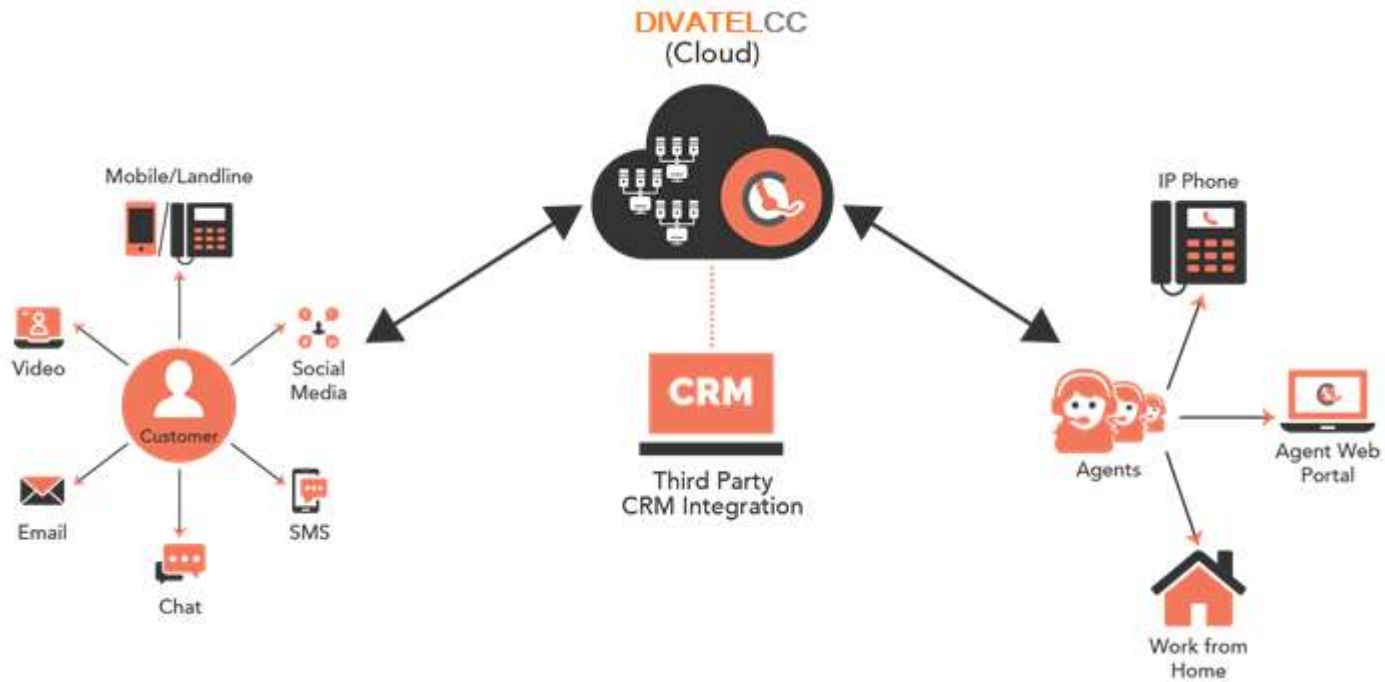 DIVATELCC
(Cloud)
Mobile/Landline
Video
Social
Media
Customer
Email
SMS
Chat
CRM
Third Party
CRM Integration
IP Phone
Agents
Agent Web
Portal
Work from
Home